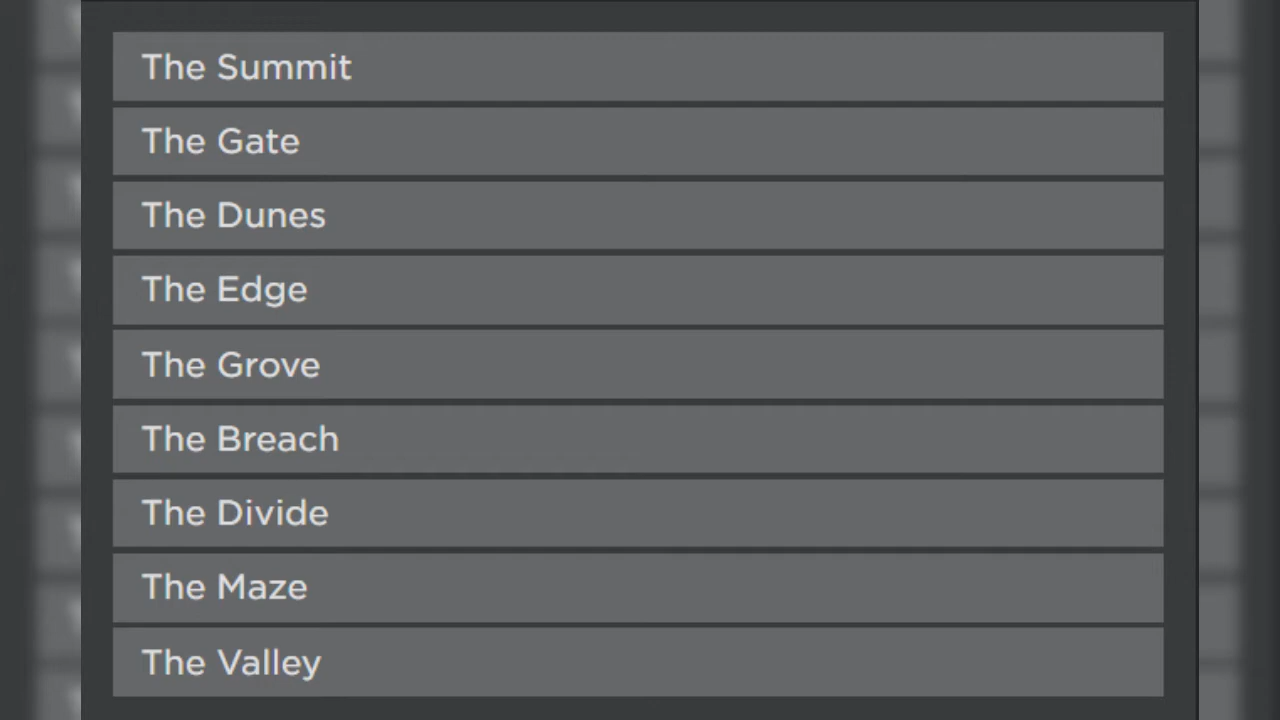 The Summit
The Gate
The Dunes
The Edge
The Grove
The Breach
The Divide
The Maze
The Valley